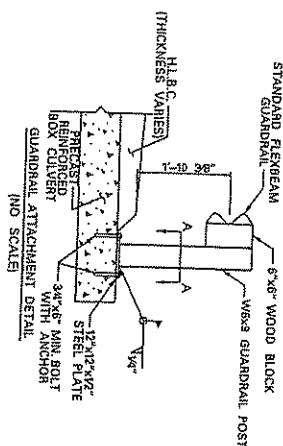 STANDARD FLEXBEAM
GUARDRAIL
6"x6" WOOD BLOCK
W6x9 GUARDRAIL POST
1'-10 3/8"
A
A
H.L.B.C.
(THICKNESS VARIES)
1/4"
12"x12"x1/2"
STEEL PLATE
3/4"x6" MIN. BOLT
WITH ANCHOR
PRECAST
REINFORCED
BOX CULVERT
GUARDRAIL ATTACHMENT DETAIL
(NO SCALE)